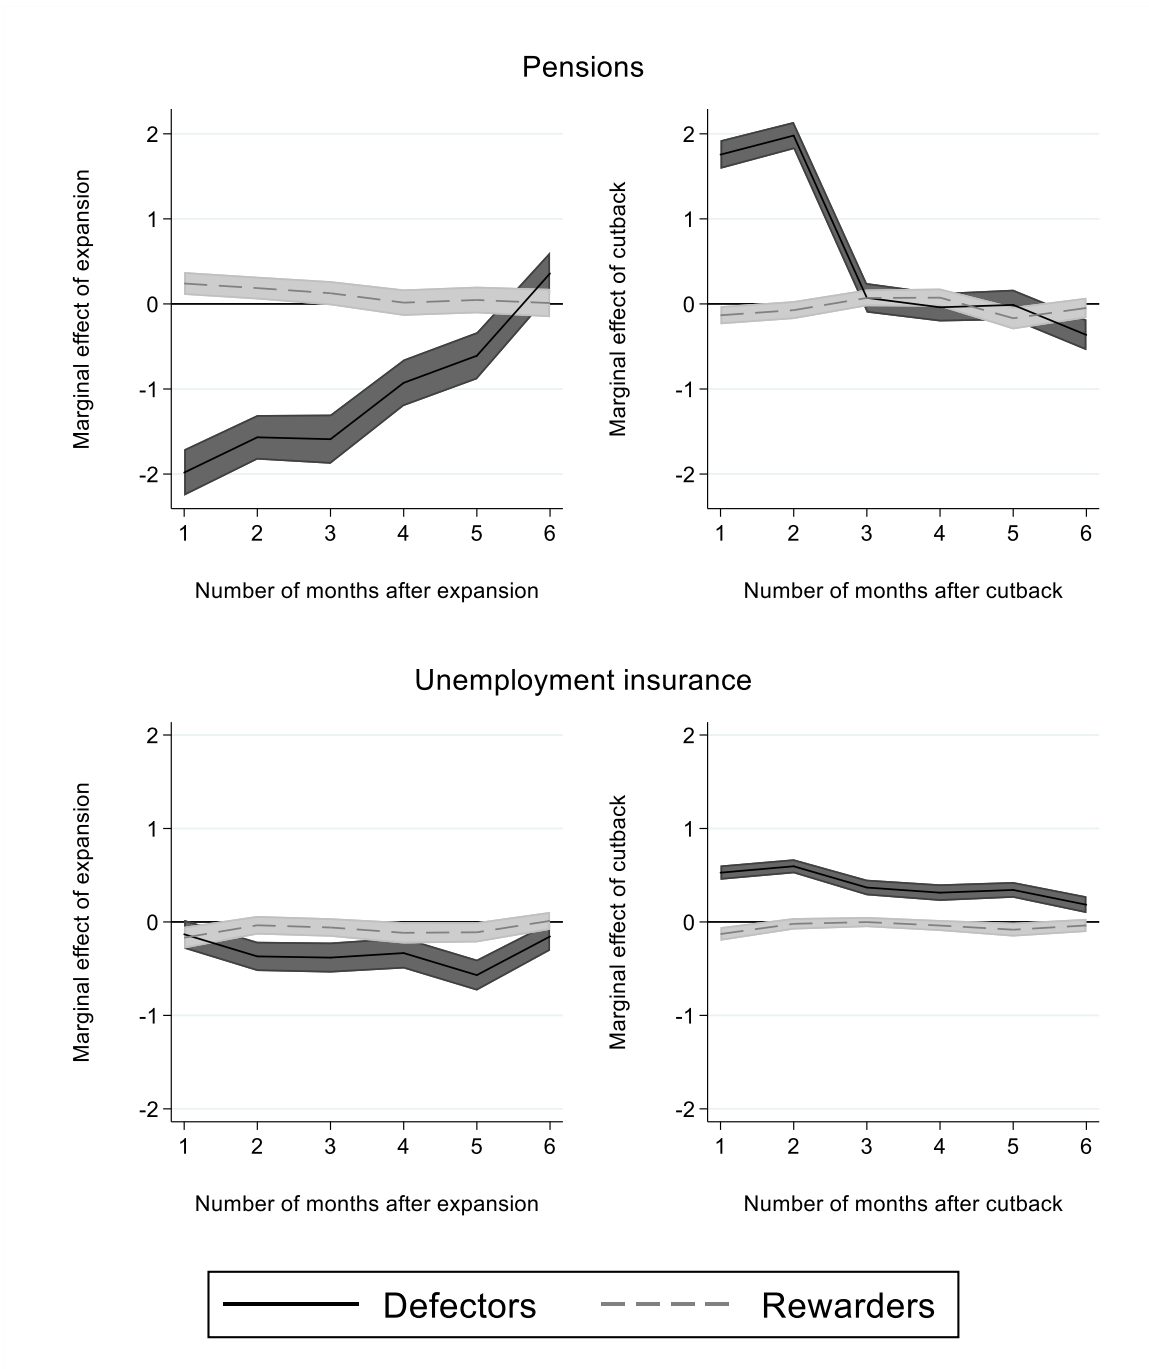 Pensions
Marginal effect of expansion
2
1
0
-1
-2
1 2 3 4 5 6
Number of months after expansion
Marginal effect of cutback
2
1
0
-1
-2
1 2 3 4 5 6
Number of months after cutback
Unemployment insurance
Marginal effect of expansion
2
1
0
-1
-2
1 2 3 4 5 6
Number of months after expansion
Marginal effect of cutback
2
1
0
-1
-2
1 2 3 4 5 6
Number of months after cutback
Defectors Rewarders